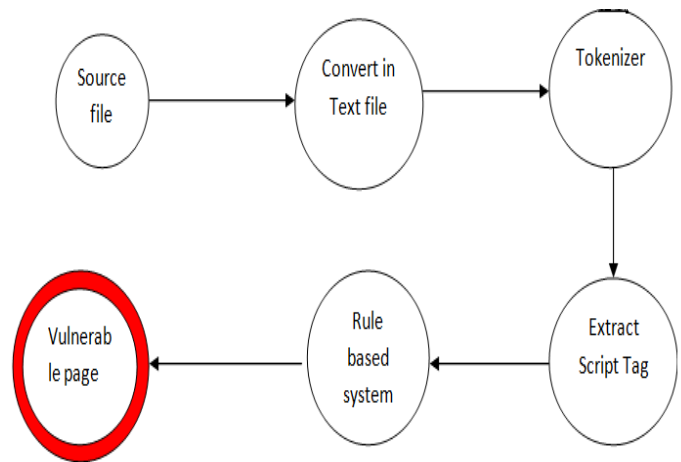 Source
file
Convert in
Text file
Tokenizer
Extract
Script Tag
Rule
based
system
Vulnerab
le page